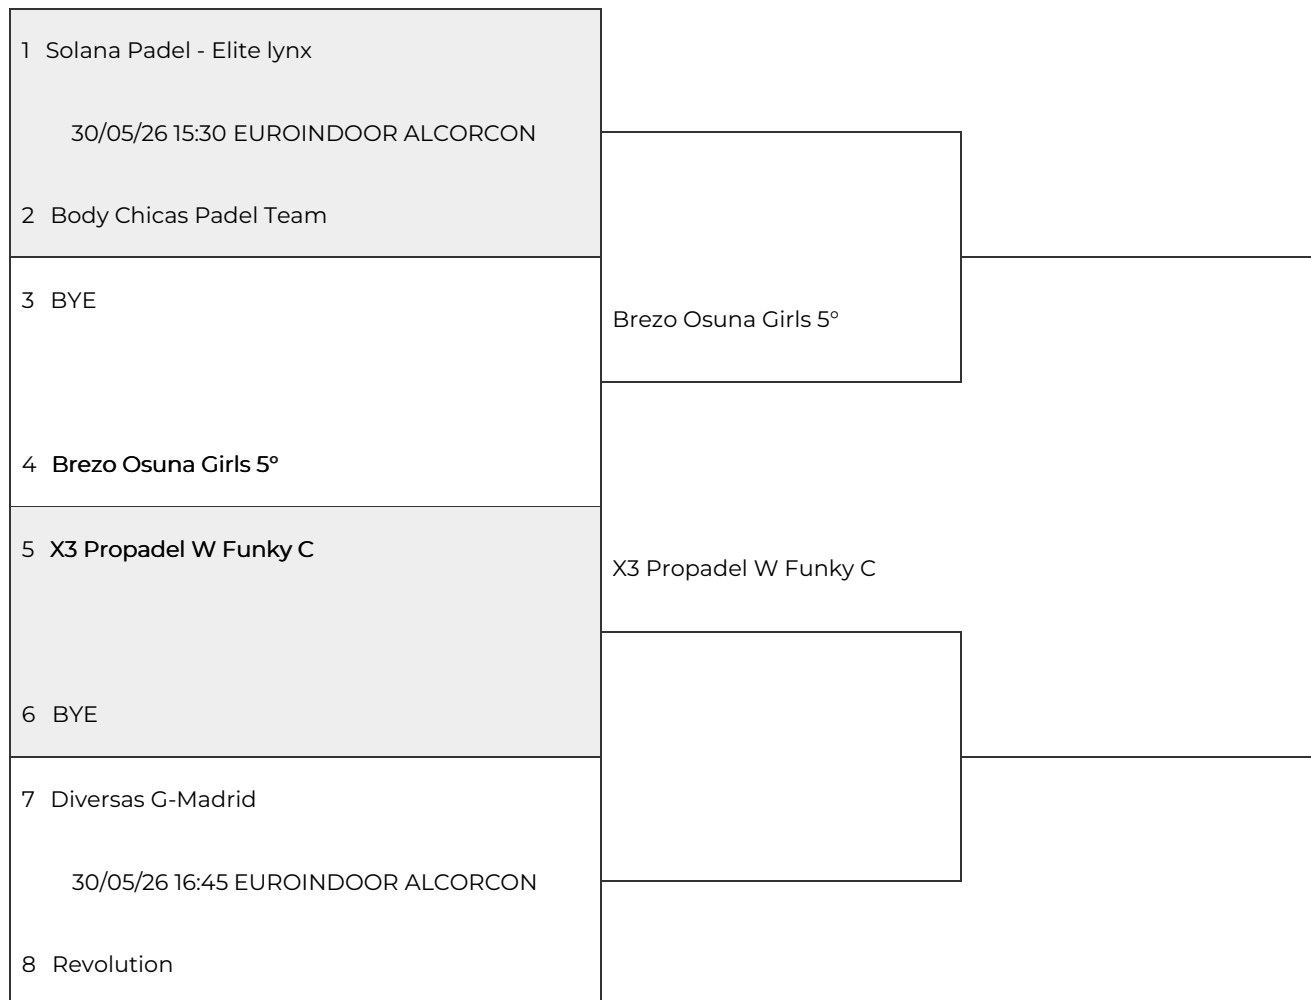 1 Solana Padel - Elite lynx
30/05/26 15:30 EUROINDOOR ALCORCON
2 Body Chicas Padel Team
3 BYE
Brezo Osuna Girls 5°
4 Brezo Osuna Girls 5°
5 X3 Propadel W Funky C
X3 Propadel W Funky C
6 BYE
7 Diversas G-Madrid
30/05/26 16:45 EUROINDOOR ALCORCON
8 Revolution